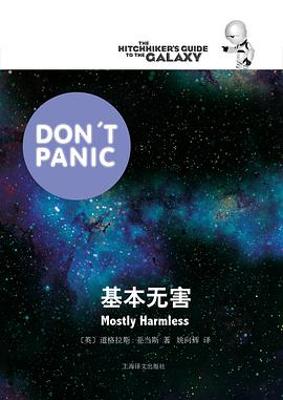 THE
HITCHHIKER'S GUIDE
TO THE GALAXY
DON'T
PANIC
基本无害
Mostly Harmless
〔英〕道格拉斯·亚当斯 著 姚向辉 译
上海译文出版社